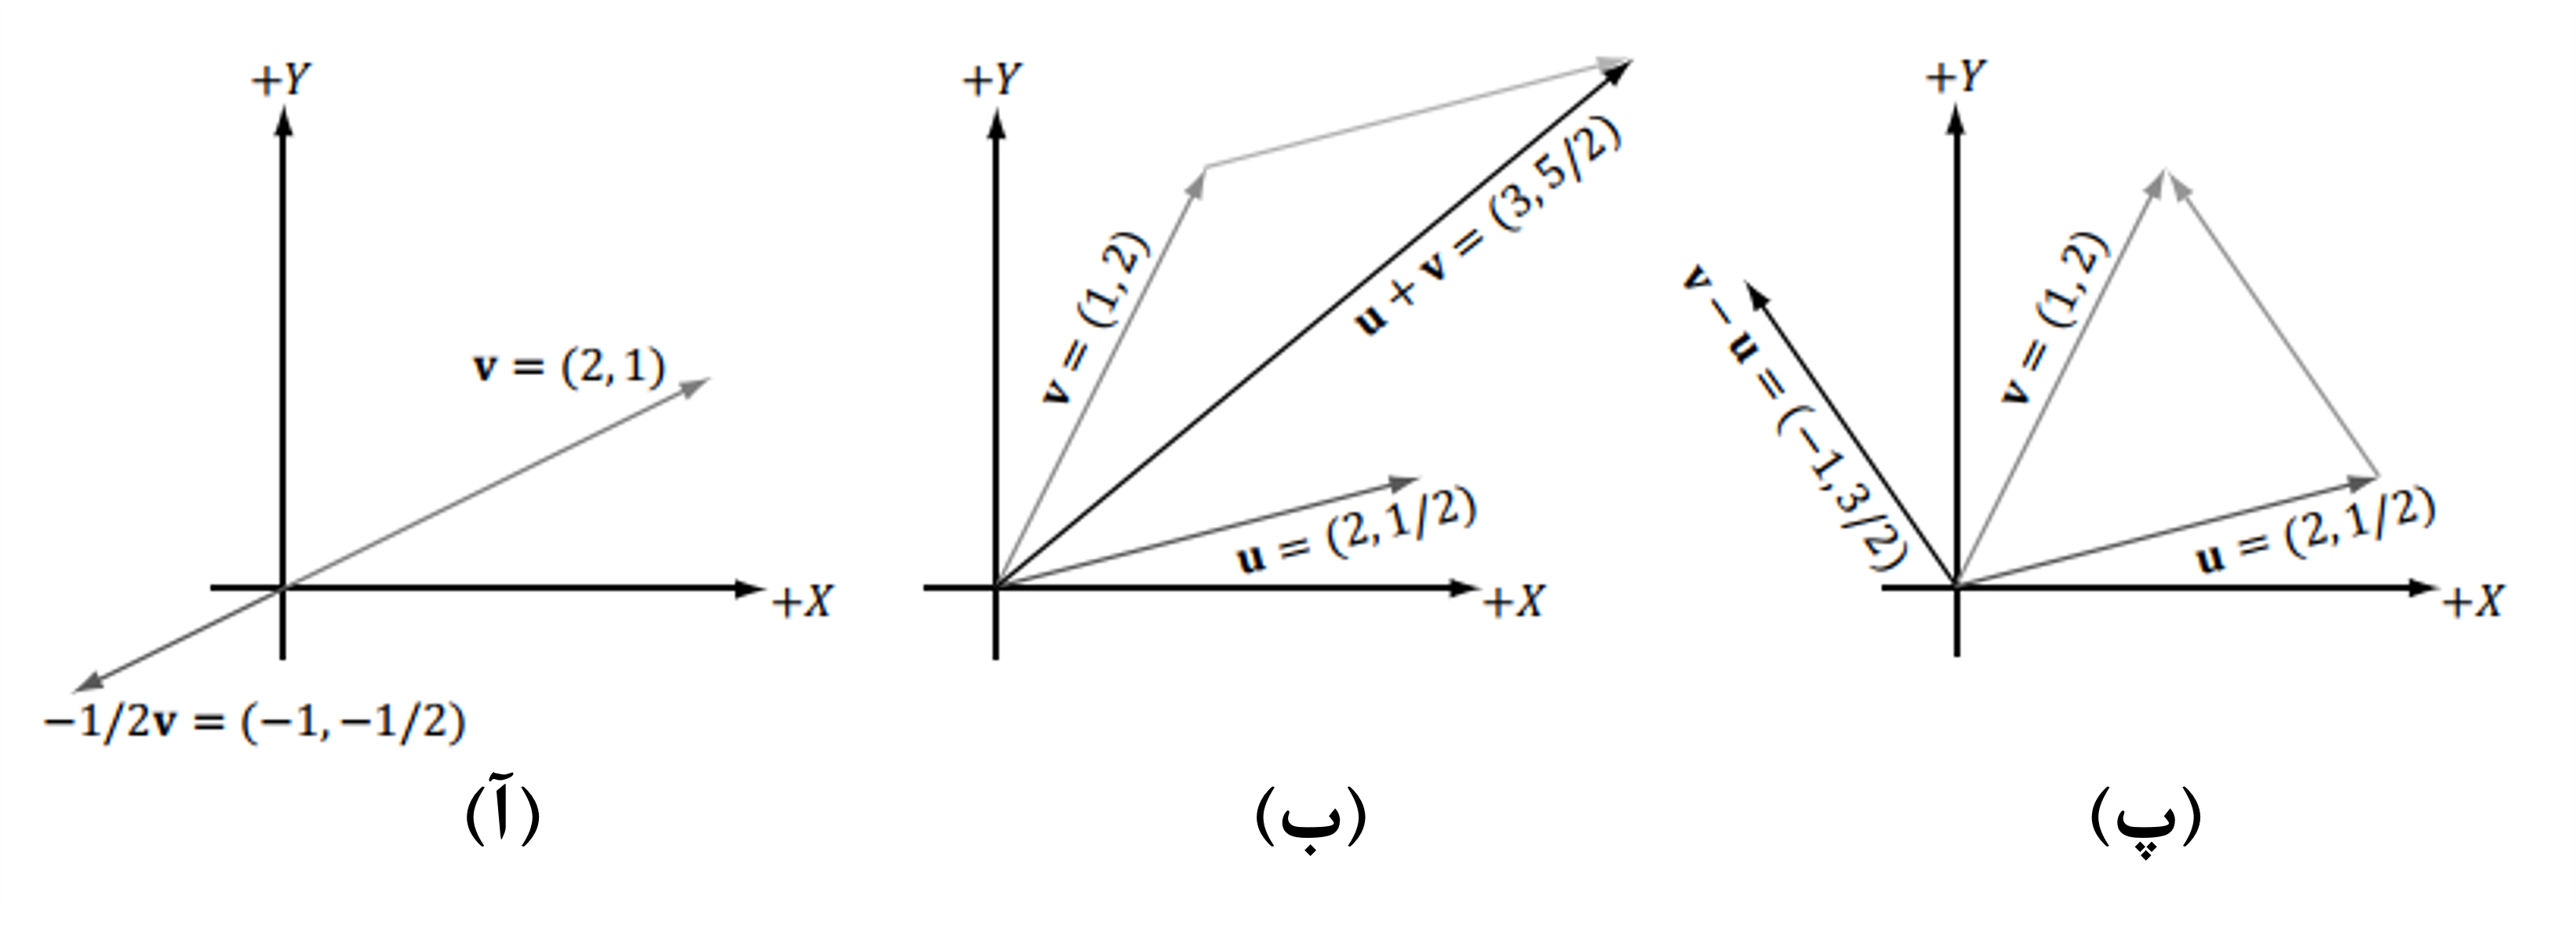 +Y
v = (2, 1)
+X
−1/2v = (−1, −1/2)
(آ)
+Y
v = (1, 2)
u + v = (3, 5/2)
u = (2, 1/2)
+X
(ب)
+Y
v − u = (−1, 3/2)
v = (1, 2)
u = (2, 1/2)
+X
(پ)